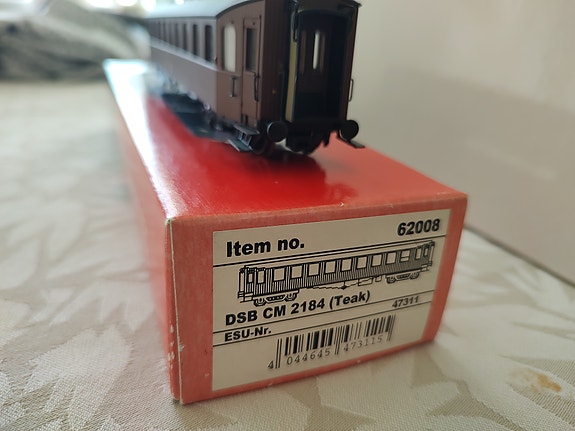 Item no. 62008
DSB CM 2184 (Teak)
ESU-Nr. 47311
4 044645 473115